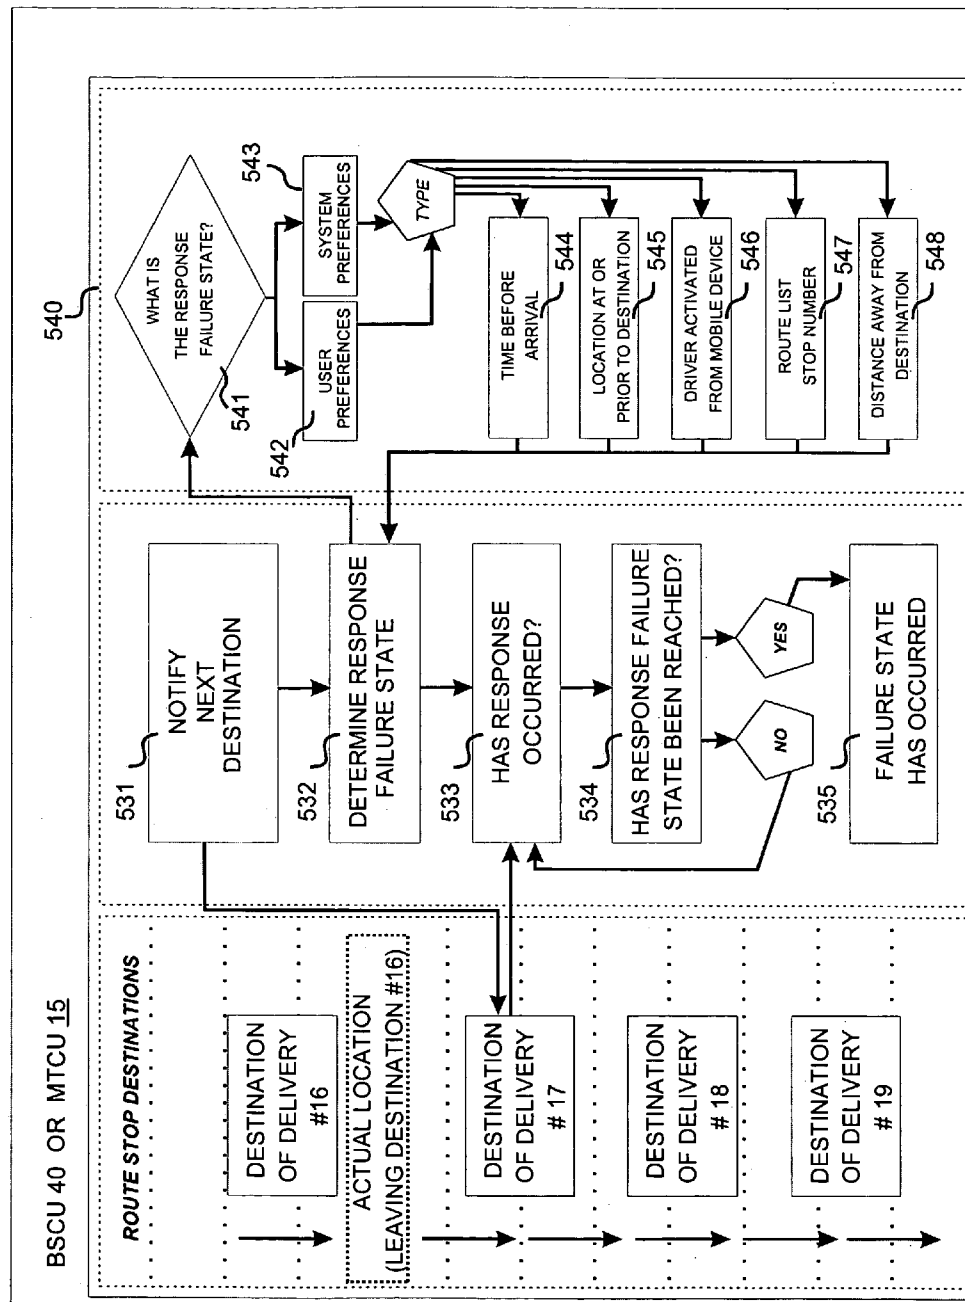 BSCU 40 OR MTCU 15
ROUTE STOP DESTINATIONS
DESTINATION
OF DELIVERY
#16
ACTUAL LOCATION
(LEAVING DESTINATION #16)
DESTINATION
OF DELIVERY
# 17
DESTINATION
OF DELIVERY
# 18
DESTINATION
OF DELIVERY
# 19
531
NOTIFY
NEXT
DESTINATION
532
DETERMINE RESPONSE
FAILURE STATE
533
HAS RESPONSE
OCCURRED?
534
HAS RESPONSE FAILURE
STATE BEEN REACHED?
NO
YES
535
FAILURE STATE
HAS OCCURRED
540
WHAT IS
THE RESPONSE
FAILURE STATE?
541
542
USER
PREFERENCES
543
SYSTEM
PREFERENCES
TYPE
TIME BEFORE
ARRIVAL
544
LOCATION AT OR
PRIOR TO DESTINATION
545
DRIVER ACTIVATED
FROM MOBILE DEVICE
546
ROUTE LIST
STOP NUMBER
547
DISTANCE AWAY FROM
DESTINATION
548